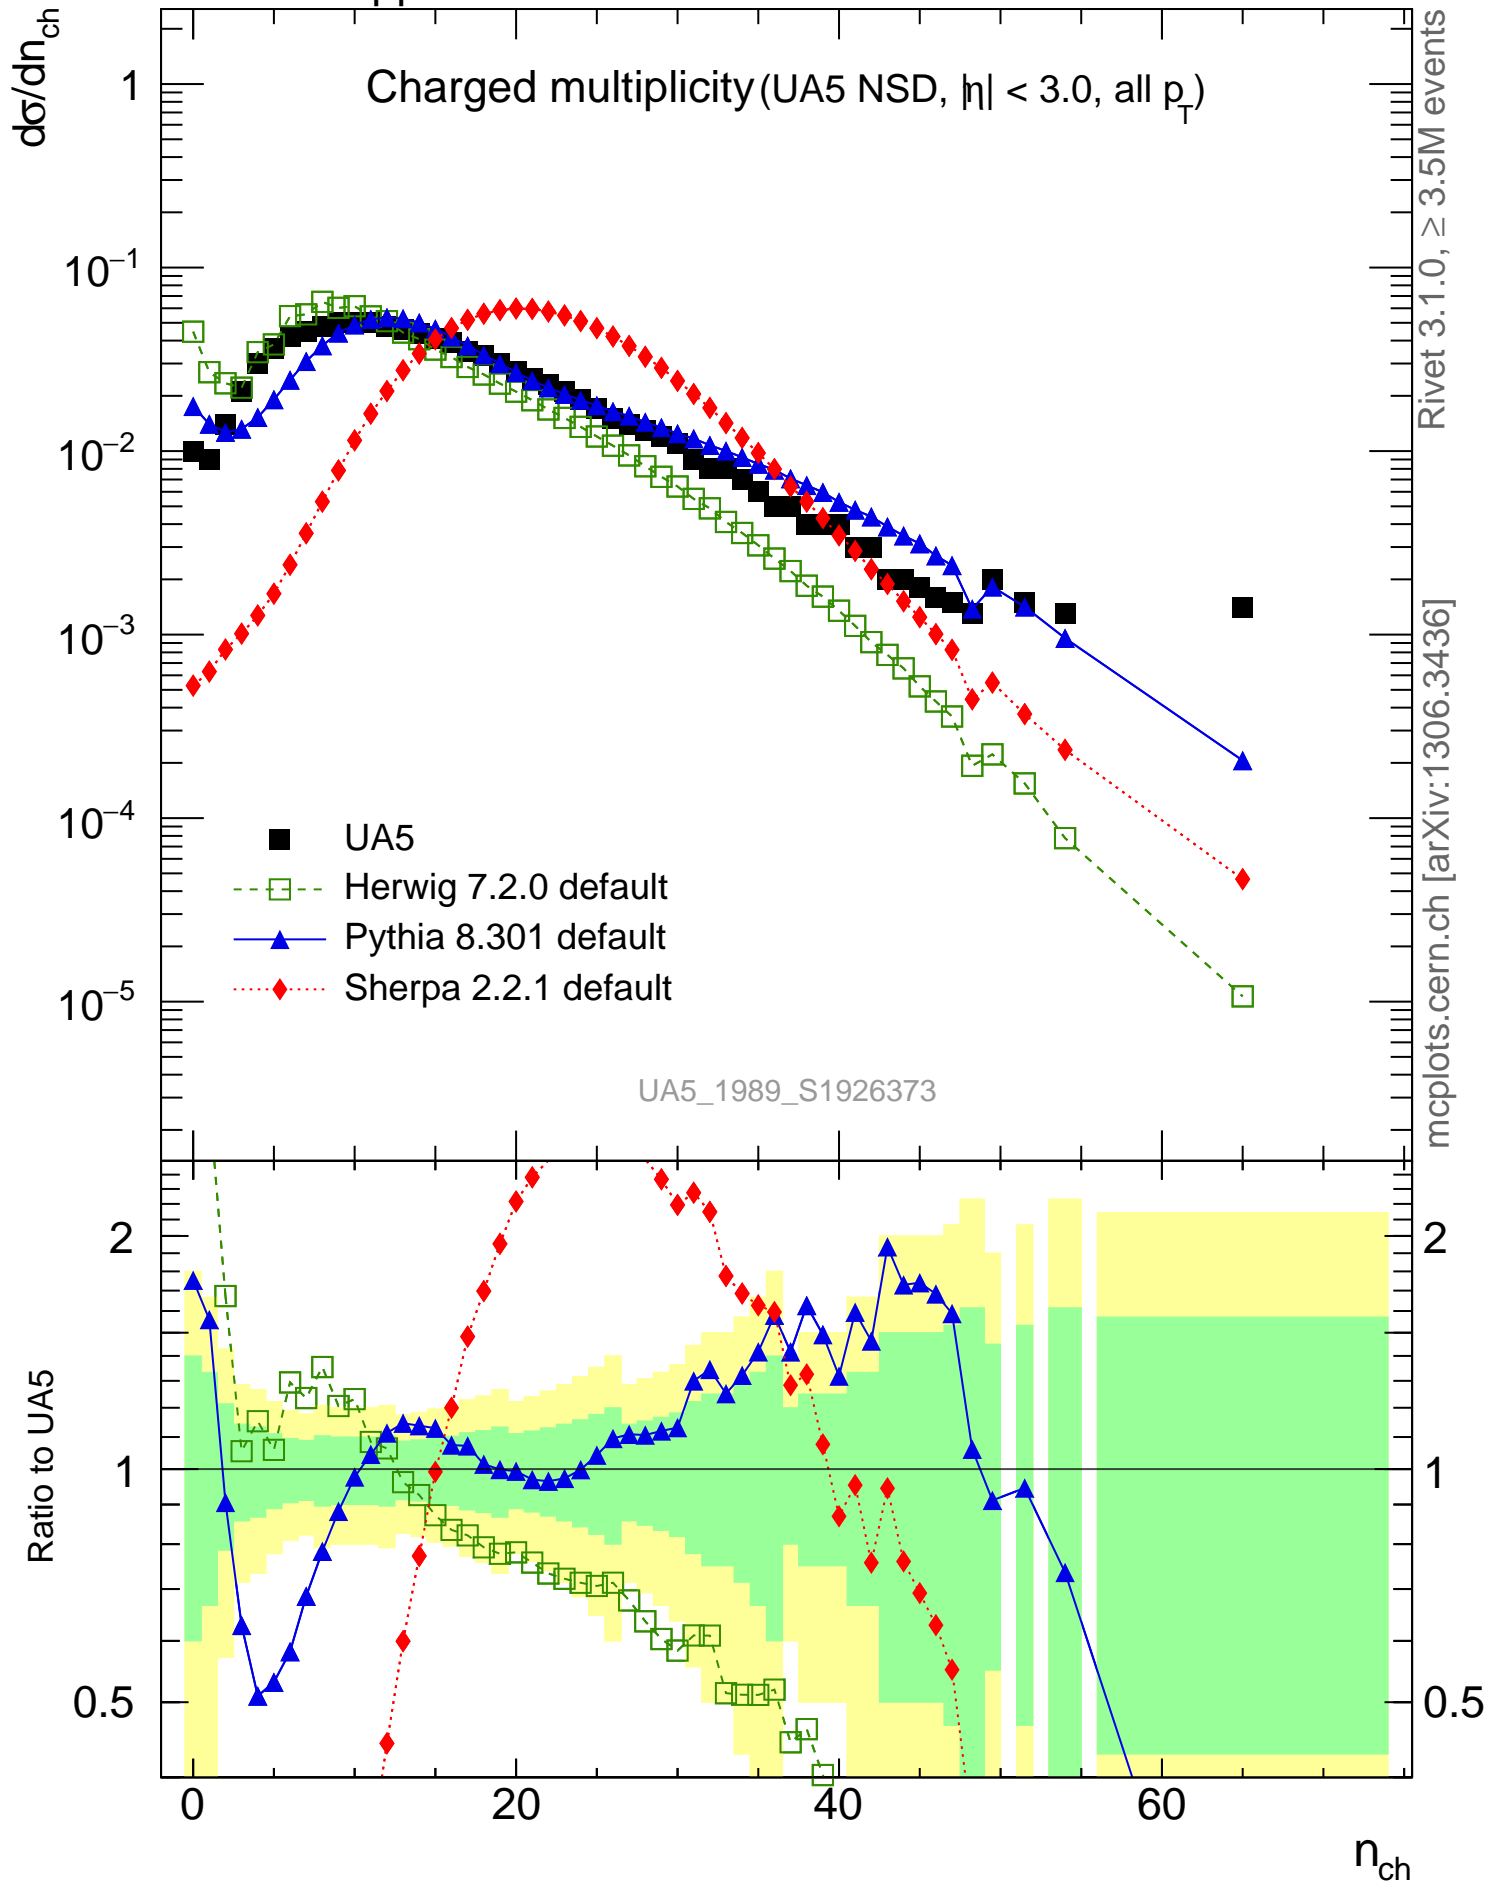 dσ/dn_ch
Charged multiplicity (UA5 NSD, |η| < 3.0, all p_T)
1
10^−1
10^−2
10^−3
10^−4
10^−5
UA5
Herwig 7.2.0 default
Pythia 8.301 default
Sherpa 2.2.1 default
UA5_1989_S1926373
Rivet 3.1.0, ≥ 3.5M events
mcplots.cern.ch [arXiv:1306.3436]
Ratio to UA5
2
1
0.5
2
1
0.5
0 20 40 60
n_ch